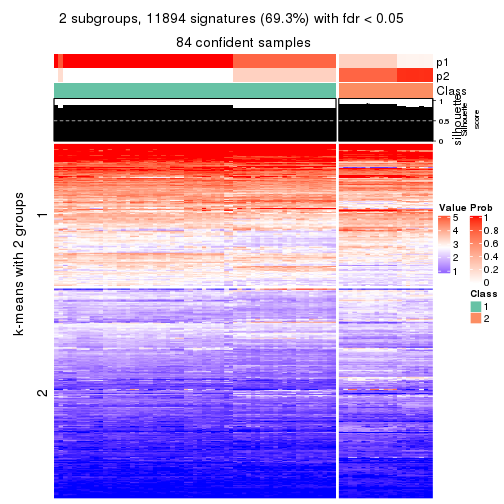 2 subgroups, 11894 signatures (69.3%) with fdr < 0.05
84 confident samples
p1
p2
Class
silhouette
1
0.5
0
Silhouette
score
k-means with 2 groups
1
2
Value
5
4
3
2
1
Prob
1
0.8
0.6
0.4
0.2
0
Class
1
2